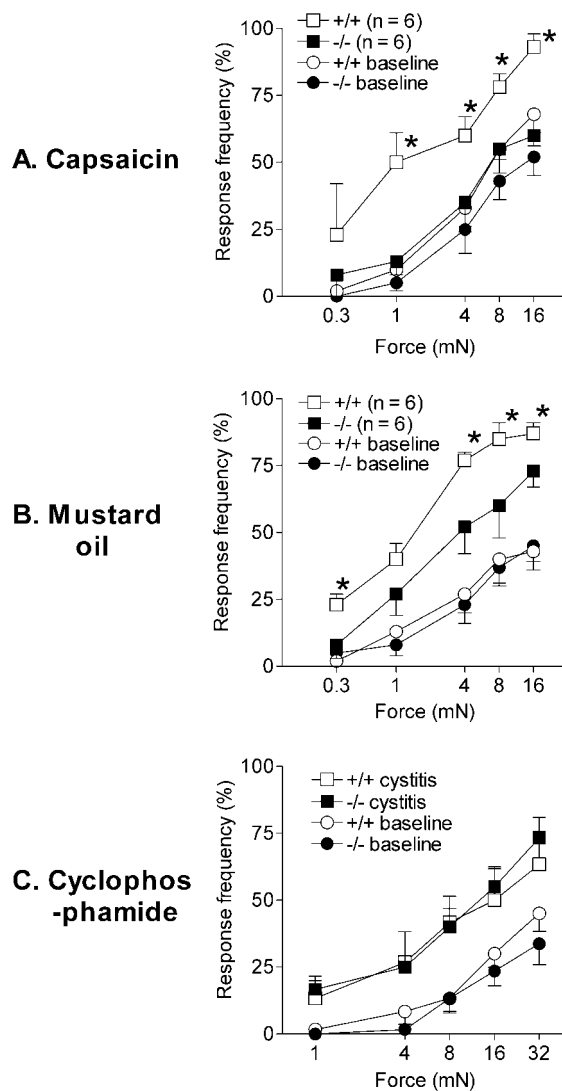 +/+ (n = 6)
-/- (n = 6)
+/+ baseline
-/- baseline
A. Capsaicin
Response frequency (%)
100
75
50
25
0
*
*
*
*
0.3 1 4 8 16
Force (mN)
+/+ (n = 6)
-/- (n = 6)
+/+ baseline
-/- baseline
B. Mustard
oil
Response frequency (%)
100
75
50
25
0
*
*
*
*
0.3 1 4 8 16
Force (mN)
+/+ cystitis
-/- cystitis
+/+ baseline
-/- baseline
C. Cyclophos
-phamide
Response frequency (%)
100
75
50
25
0
1 4 8 16 32
Force (mN)